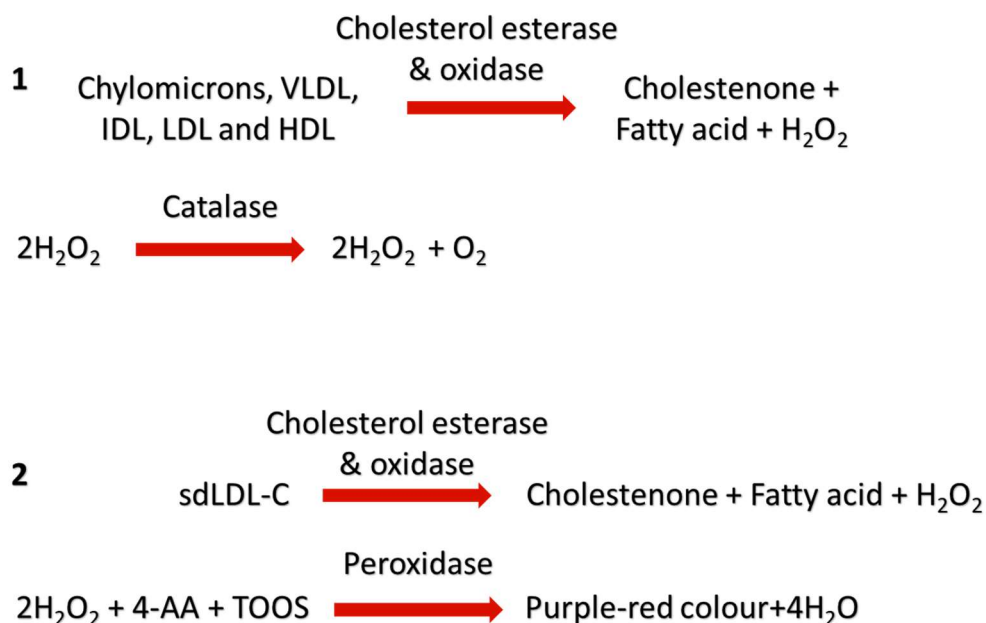 Cholesterol esterase
& oxidase
1
Chylomicrons, VLDL,
IDL, LDL and HDL
Cholestenone +
Fatty acid + H₂O₂
Catalase
2H₂O₂
2H₂O₂ + O₂
Cholesterol esterase
& oxidase
2
sdLDL-C
Cholestenone + Fatty acid + H₂O₂
Peroxidase
2H₂O₂ + 4-AA + TOOS
Purple-red colour+4H₂O